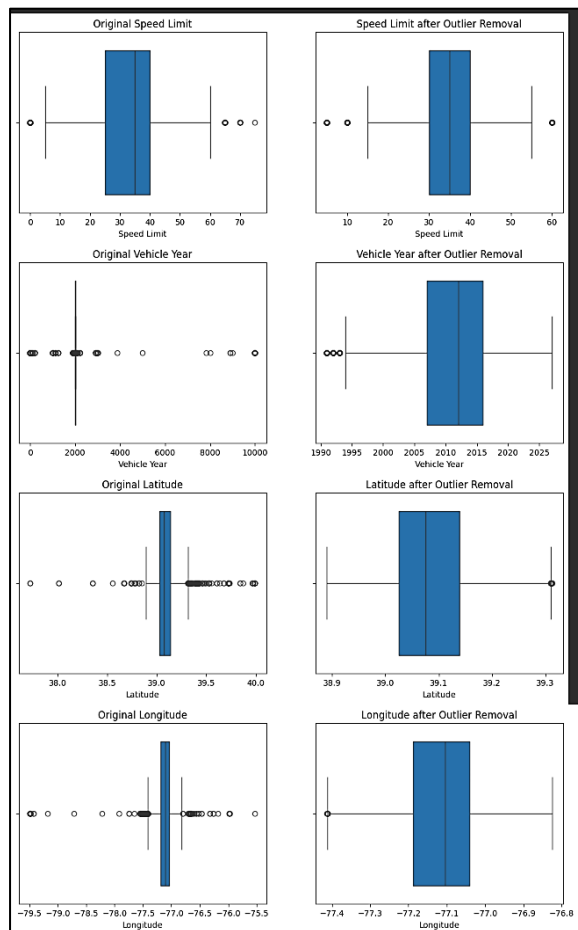 Original Speed Limit
0 10 20 30 40 50 60 70
Speed Limit
Speed Limit after Outlier Removal
10 20 30 40 50 60
Speed Limit
Original Vehicle Year
0 2000 4000 6000 8000 10000
Vehicle Year
Vehicle Year after Outlier Removal
1990 1995 2000 2005 2010 2015 2020 2025
Vehicle Year
Original Latitude
38.0 38.5 39.0 39.5 40.0
Latitude
Latitude after Outlier Removal
38.9 39.0 39.1 39.2 39.3
Latitude
Original Longitude
−79.5 −79.0 −78.5 −78.0 −77.5 −77.0 −76.5 −76.0 −75.5
Longitude
Longitude after Outlier Removal
−77.4 −77.3 −77.2 −77.1 −77.0 −76.9 −76.8
Longitude